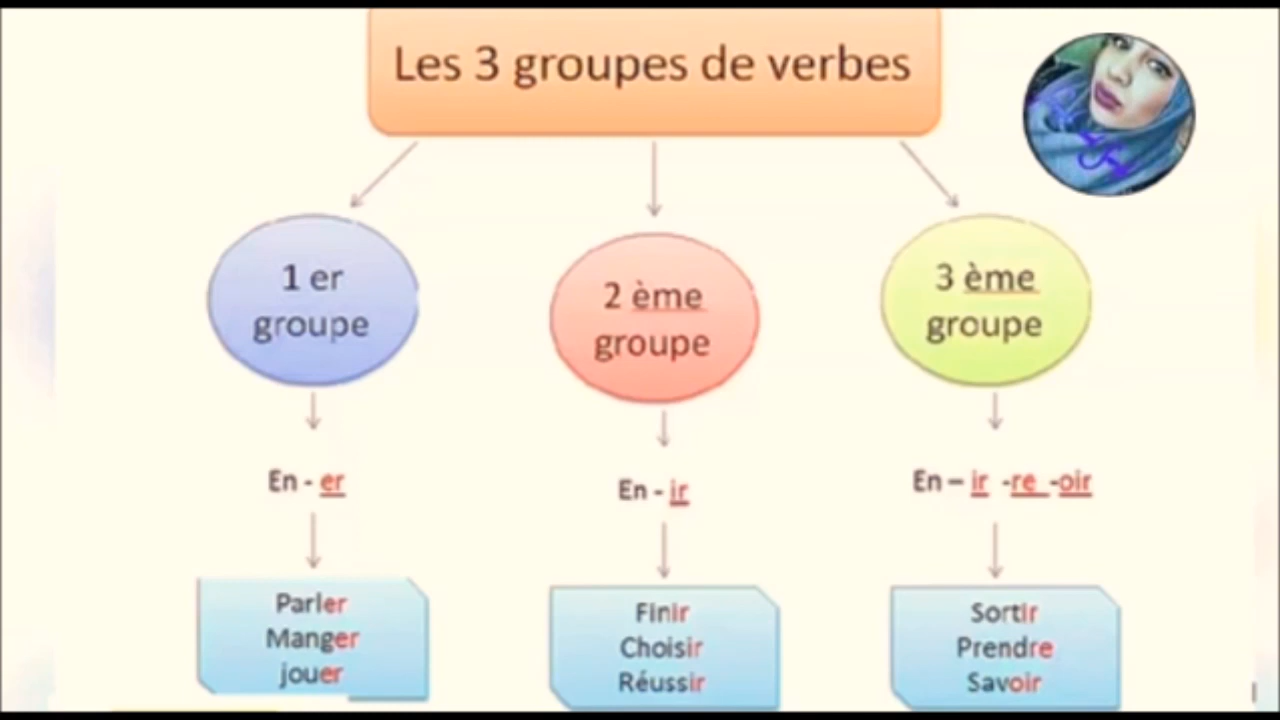 Les 3 groupes de verbes
1 er
groupe
En - er
Parler
Manger
jouer
2 ème
groupe
En - ir
Finir
Choisir
Réussir
3 ème
groupe
En – ir -re -oir
Sortir
Prendre
Savoir